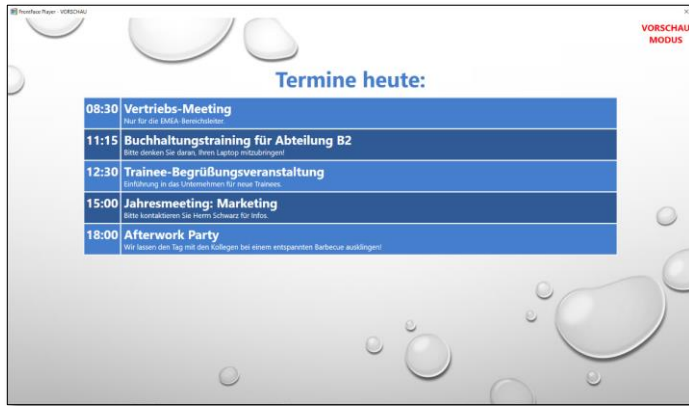 FrontFace Player - VORSCHAU
VORSCHAU
MODUS
Termine heute:
08:30 Vertriebs-Meeting
Nur für die EMEA-Bereichsleiter.
11:15 Buchhaltungstraining für Abteilung B2
Bitte denken Sie daran, Ihren Laptop mitzubringen!
12:30 Trainee-Begrüßungsveranstaltung
Einführung in das Unternehmen für neue Trainees.
15:00 Jahresmeeting: Marketing
Bitte kontaktieren Sie Herrn Schwarz für Infos.
18:00 Afterwork Party
Wir lassen den Tag mit den Kollegen bei einem entspannten Barbecue ausklingen!